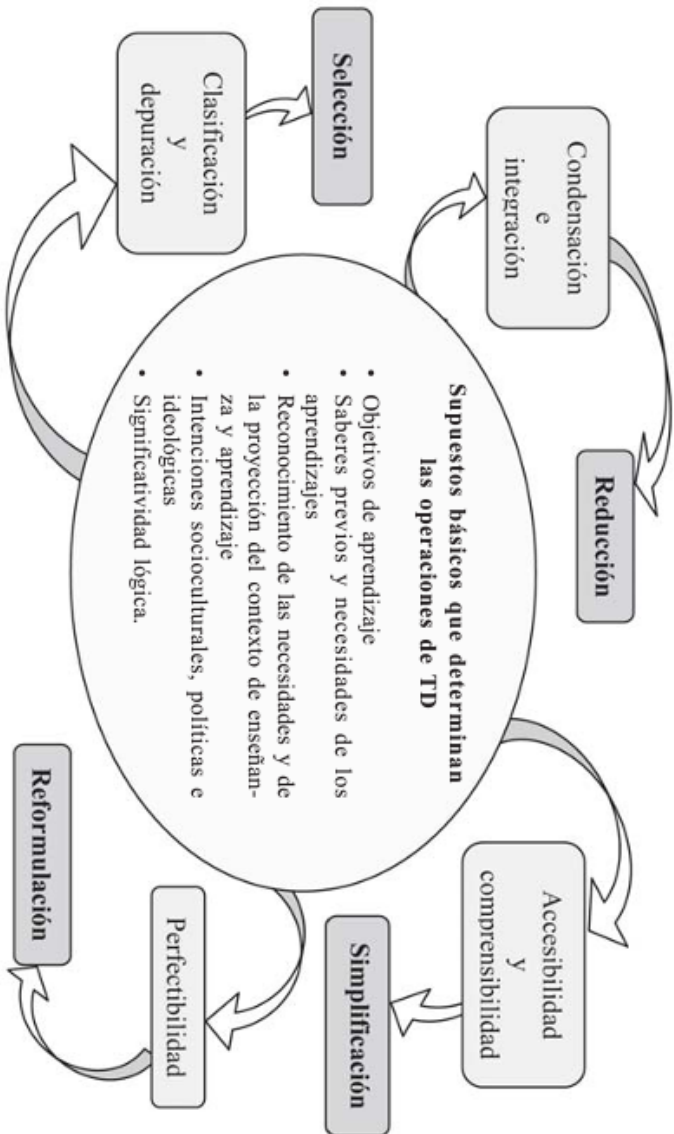 Condensación
e
integración
Reducción
Accesibilidad
y
comprensibilidad
Selección
Clasificación
y
depuración
Supuestos básicos que determinan
las operaciones de TD
• Objetivos de aprendizaje
• Saberes previos y necesidades de los
aprendizajes
• Reconocimiento de las necesidades y de
la proyección del contexto de enseñan-
za y aprendizaje
• Intenciones socioculturales, políticas e
ideológicas
• Significatividad lógica.
Simplificación
Perfectibilidad
Reformulación